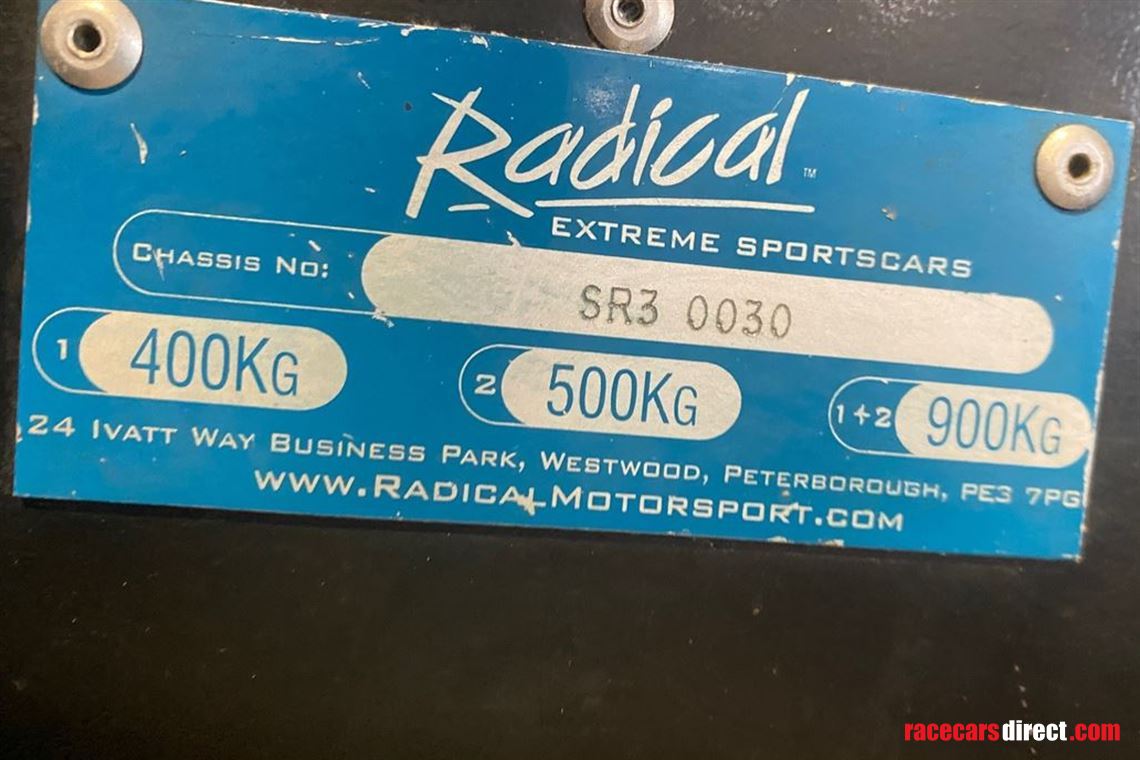 Radical™
EXTREME SPORTSCARS
CHASSIS NO: SR3 0030
1 400KG 2 500KG 1+2 900KG
24 IVATT WAY BUSINESS PARK, WESTWOOD, PETERBOROUGH, PE3 7PG
WWW.RADICALMOTORSPORT.COM
racecarsdirect.com